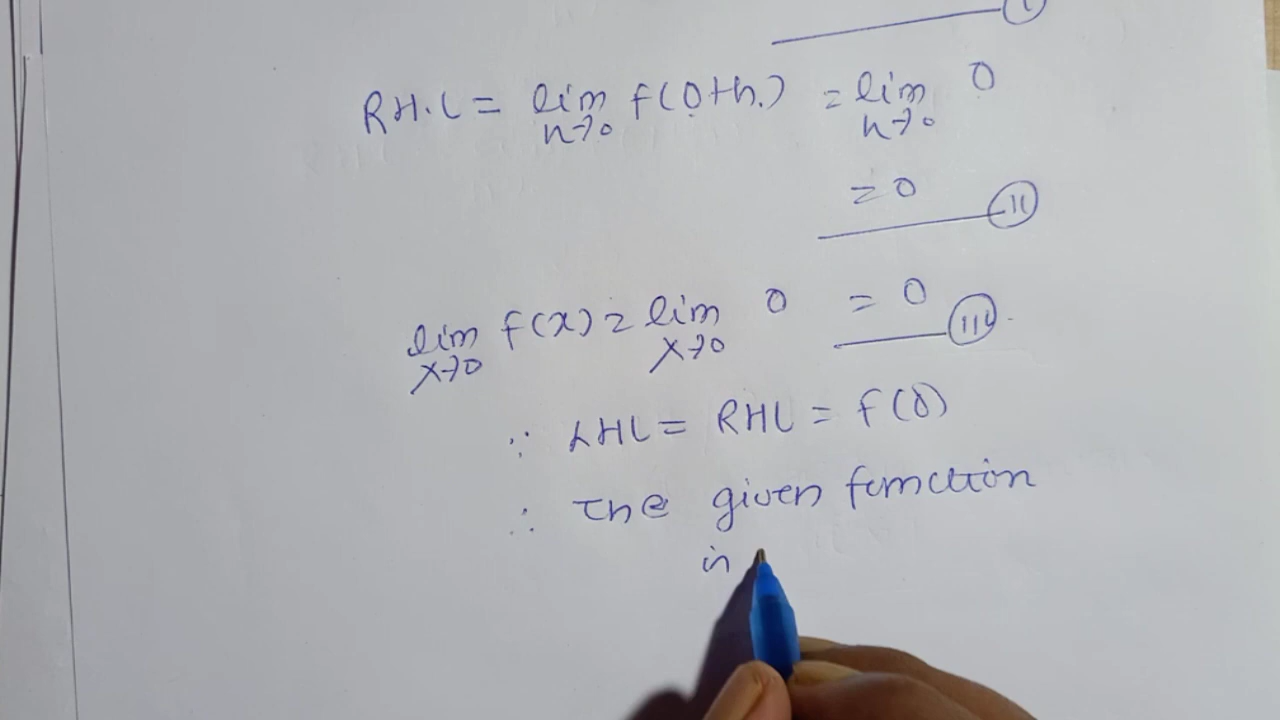 RH.L = lim f(0+h.) = lim 0
h→0 h→0
= 0
(II)
lim f(x) = lim 0 = 0
x→0 x→0
(III)
∵ LHL = RHL = f(0)
∴ The given function
is